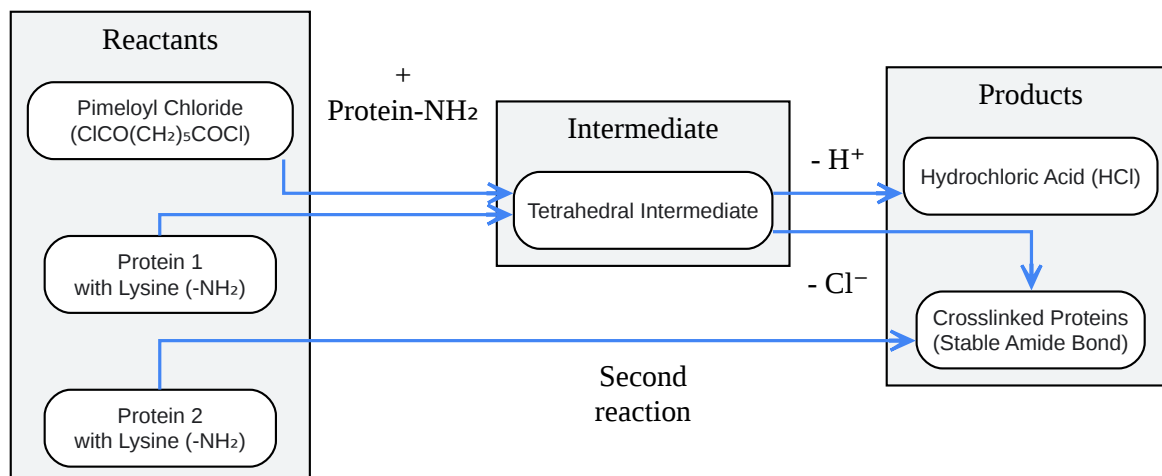 Reactants
Pimeloyl Chloride
(ClCO(CH₂)₅COCl)
Protein 1
with Lysine (-NH₂)
Protein 2
with Lysine (-NH₂)
+
Protein-NH₂
Intermediate
Tetrahedral Intermediate
- H⁺
- Cl⁻
Second
reaction
Products
Hydrochloric Acid (HCl)
Crosslinked Proteins
(Stable Amide Bond)